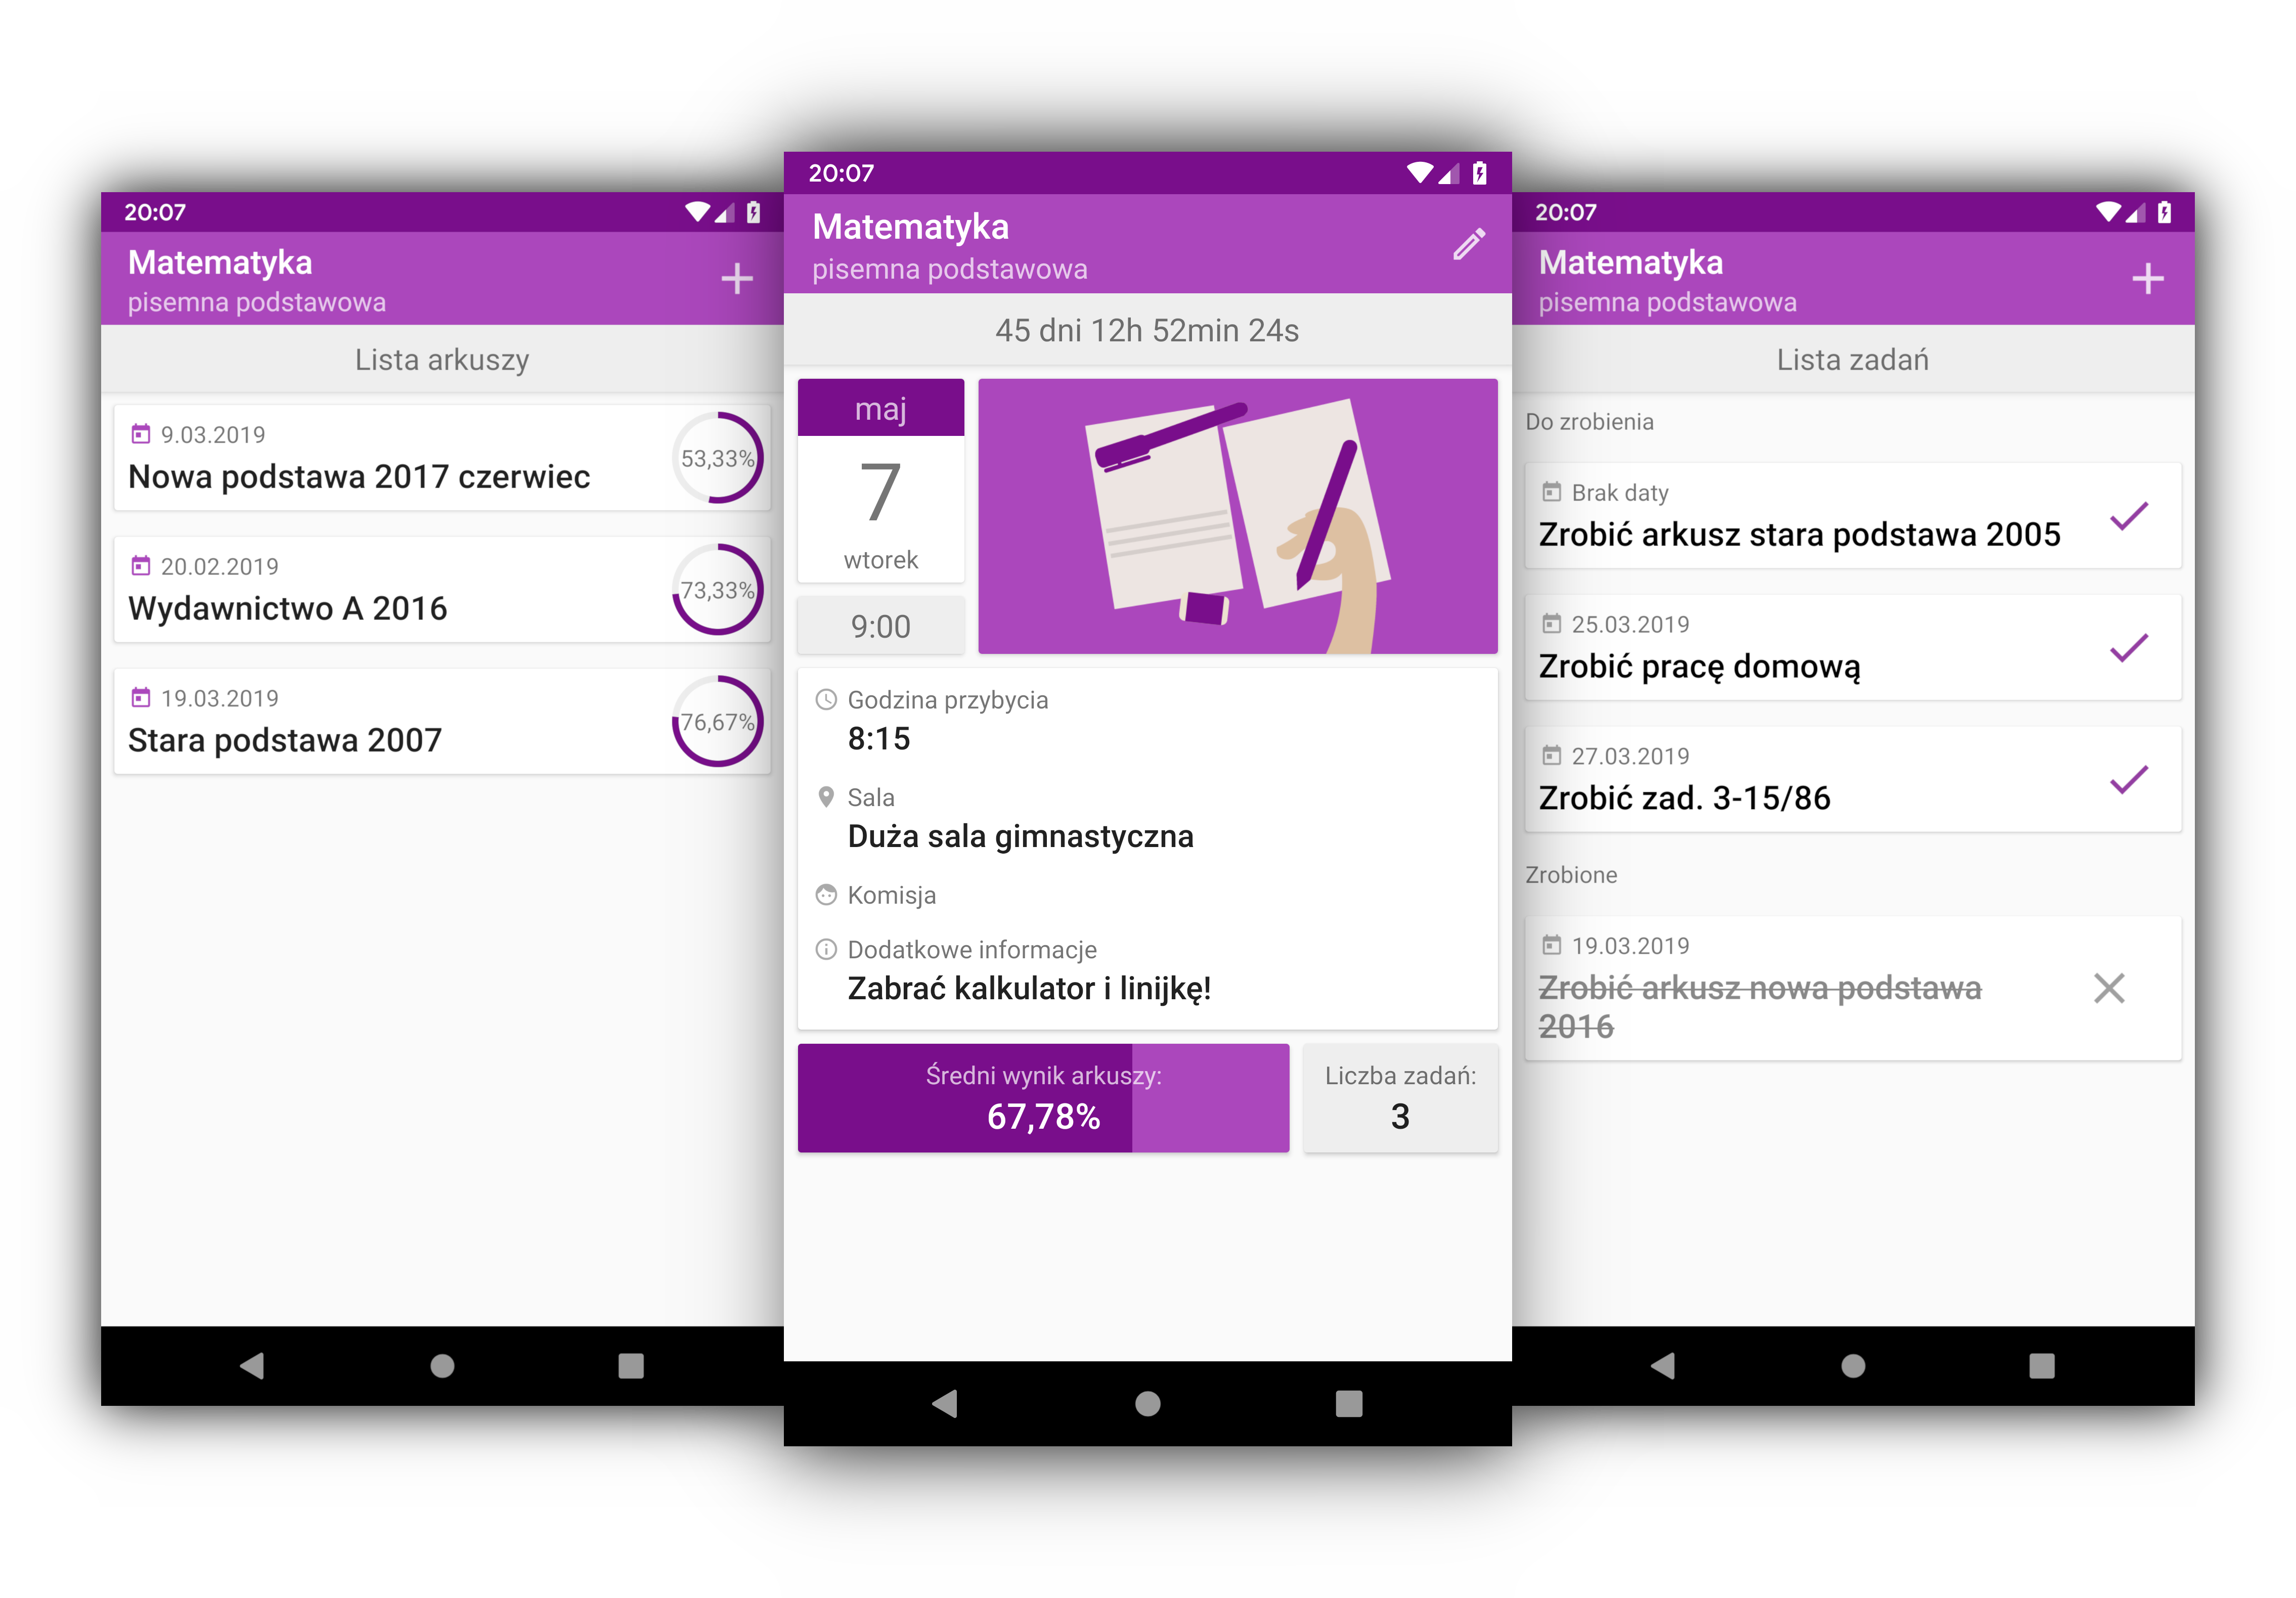 20:07
Matematyka
pisemna podstawowa
Lista arkuszy
9.03.2019
Nowa podstawa 2017 czerwiec
53,33%
20.02.2019
Wydawnictwo A 2016
73,33%
19.03.2019
Stara podstawa 2007
76,67%
20:07
Matematyka
pisemna podstawowa
45 dni 12h 52min 24s
maj
7
wtorek
9:00
Godzina przybycia
8:15
Sala
Duża sala gimnastyczna
Komisja
Dodatkowe informacje
Zabrać kalkulator i linijkę!
Średni wynik arkuszy:
67,78%
Liczba zadań:
3
20:07
Matematyka
pisemna podstawowa
Lista zadań
Do zrobienia
Brak daty
Zrobić arkusz stara podstawa 2005
25.03.2019
Zrobić pracę domową
27.03.2019
Zrobić zad. 3-15/86
Zrobione
19.03.2019
Zrobić arkusz nowa podstawa
2016